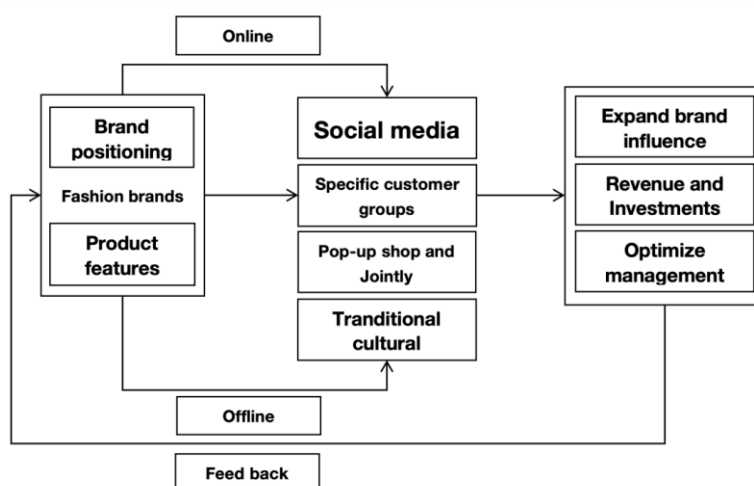 Online
Brand
positioning
Fashion brands
Product
features
Social media
Specific customer
groups
Pop-up shop and
Jointly
Tranditional
cultural
Expand brand
influence
Revenue and
Investments
Optimize
management
Offline
Feed back